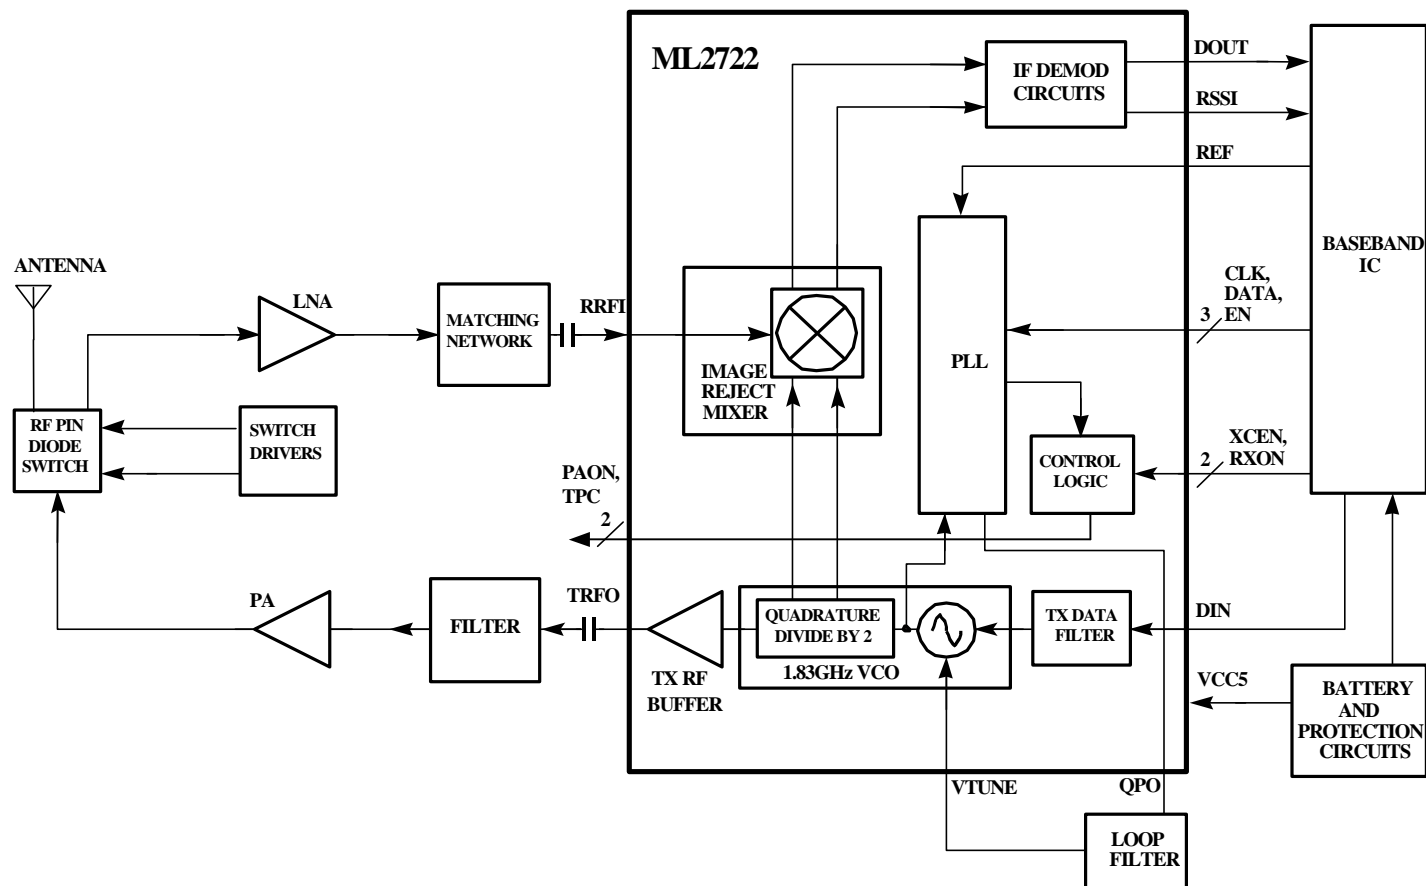 ML2722
IF DEMOD
CIRCUITS
DOUT
RSSI
REF
BASEBAND
IC
ANTENNA
LNA
MATCHING
NETWORK
RRFI
IMAGE
REJECT
MIXER
PLL
CLK,
DATA,
EN
3
RF PIN
DIODE
SWITCH
SWITCH
DRIVERS
PAON,
TPC
2
CONTROL
LOGIC
XCEN,
RXON
2
PA
FILTER
TRFO
TX RF
BUFFER
QUADRATURE
DIVIDE BY 2
1.83GHz VCO
TX DATA
FILTER
DIN
VCC5
BATTERY
AND
PROTECTION
CIRCUITS
VTUNE
QPO
LOOP
FILTER